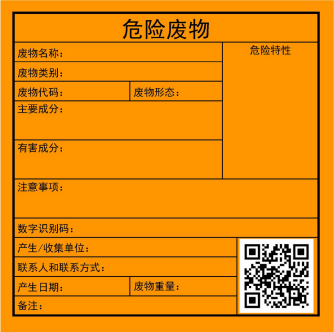 危险废物
废物名称：
危险特性
废物类别：
废物代码：
废物形态：
主要成分：
有害成分：
注意事项：
数字识别码：
产生/收集单位：
联系人和联系方式：
产生日期：
废物重量：
备注：